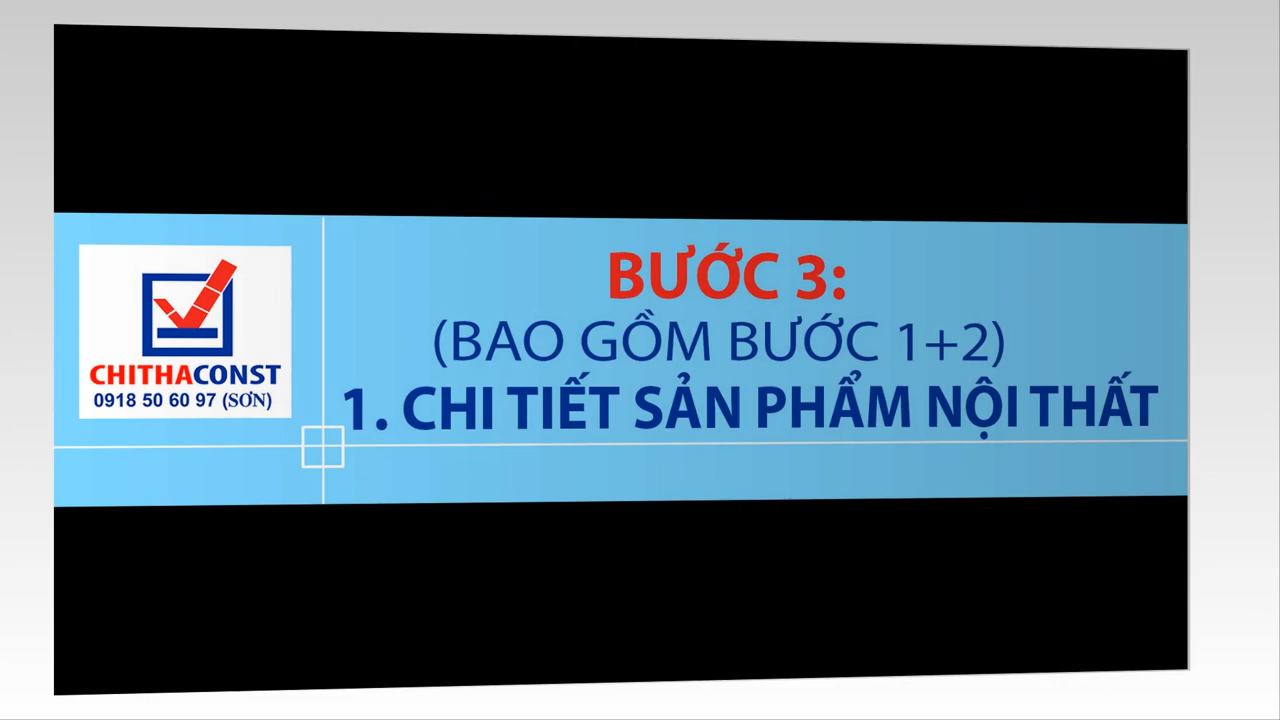 CHITHACONST
0918 50 60 97 (SƠN)
BƯỚC 3:
(BAO GỒM BƯỚC 1+2)
1. CHI TIẾT SẢN PHẨM NỘI THẤT